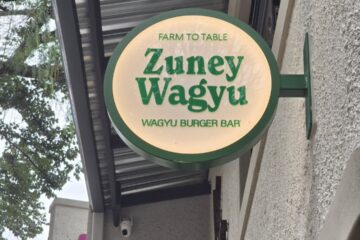 FARM TO TABLE
Zuney
Wagyu
WAGYU BURGER BAR